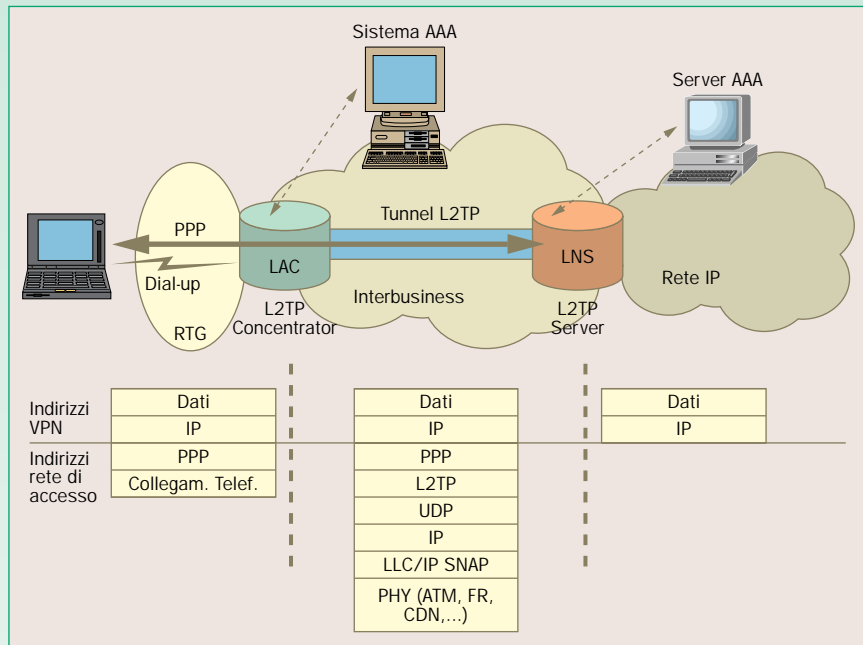 Sistema AAA
Server AAA
PPP
Tunnel L2TP
LAC
LNS
Dial-up
Interbusiness
Rete IP
RTG
L2TP
Concentrator
L2TP
Server
Indirizzi
VPN
Dati
IP
Dati
IP
Dati
IP
Indirizzi
rete di
accesso
PPP
Collegam. Telef.
PPP
L2TP
UDP
IP
LLC/IP SNAP
PHY (ATM, FR,
CDN,...)